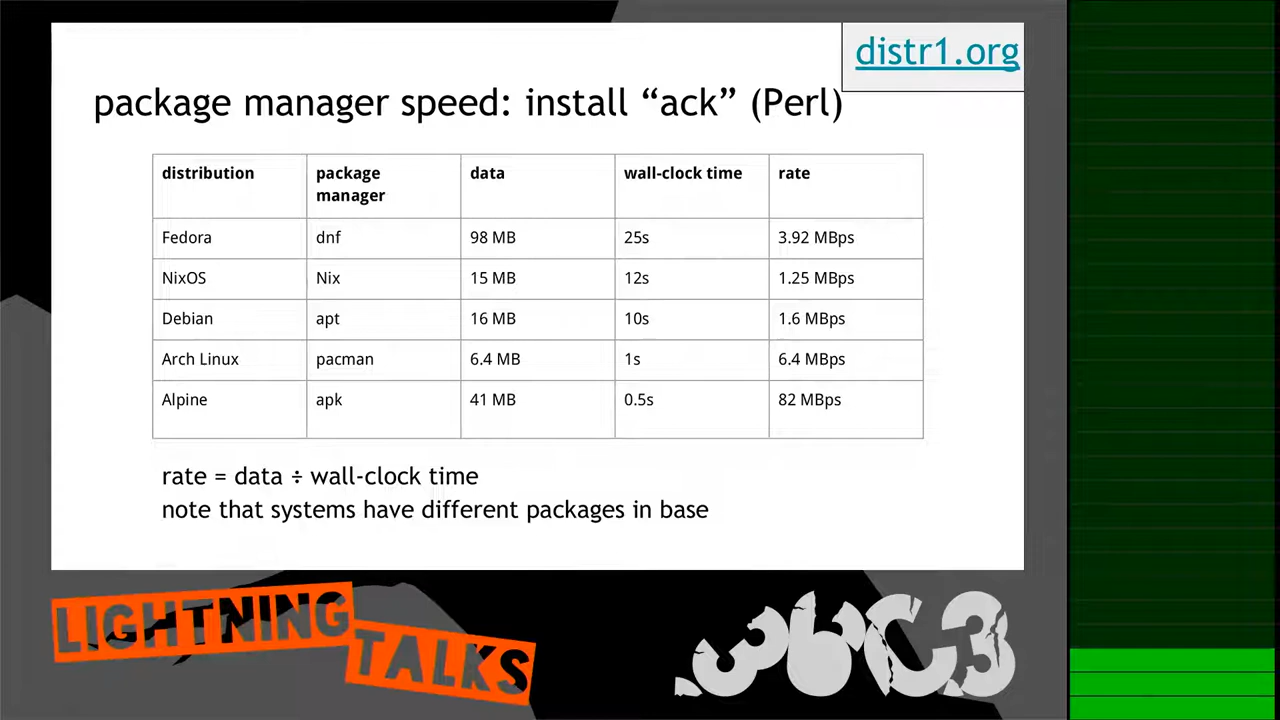 distr1.org
package manager speed: install “ack” (Perl)
distribution package manager data wall-clock time rate
Fedora dnf 98 MB 25s 3.92 MBps
NixOS Nix 15 MB 12s 1.25 MBps
Debian apt 16 MB 10s 1.6 MBps
Arch Linux pacman 6.4 MB 1s 6.4 MBps
Alpine apk 41 MB 0.5s 82 MBps
rate = data ÷ wall-clock time
note that systems have different packages in base
LIGHTNING
TALKS
36C3